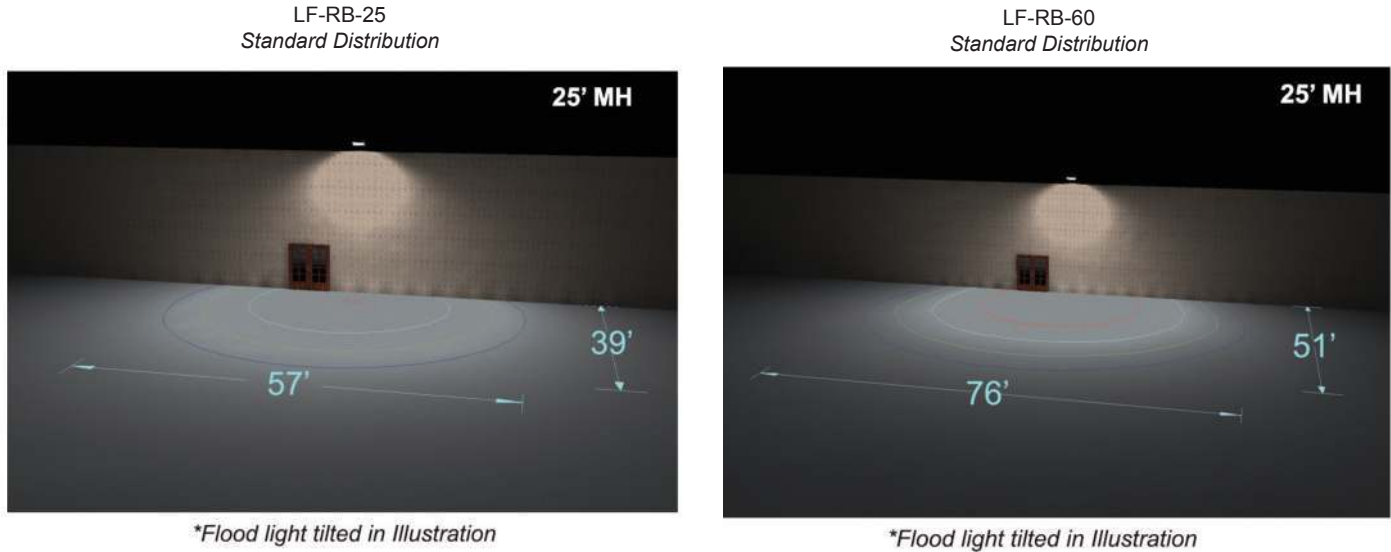 LF-RB-25
Standard Distribution
25’ MH
39’
57’
*Flood light tilted in Illustration
LF-RB-60
Standard Distribution
25’ MH
51’
76’
*Flood light tilted in Illustration